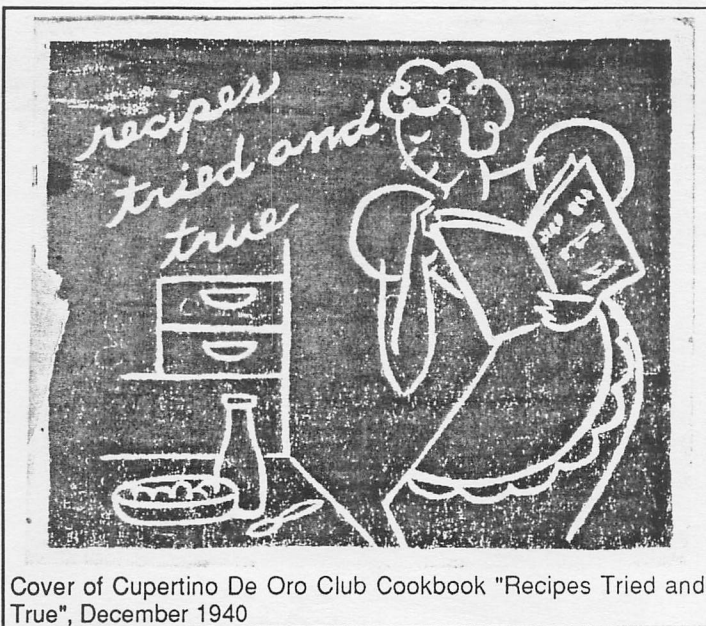 recipes
tried and
true
Cover of Cupertino De Oro Club Cookbook "Recipes Tried and
True", December 1940